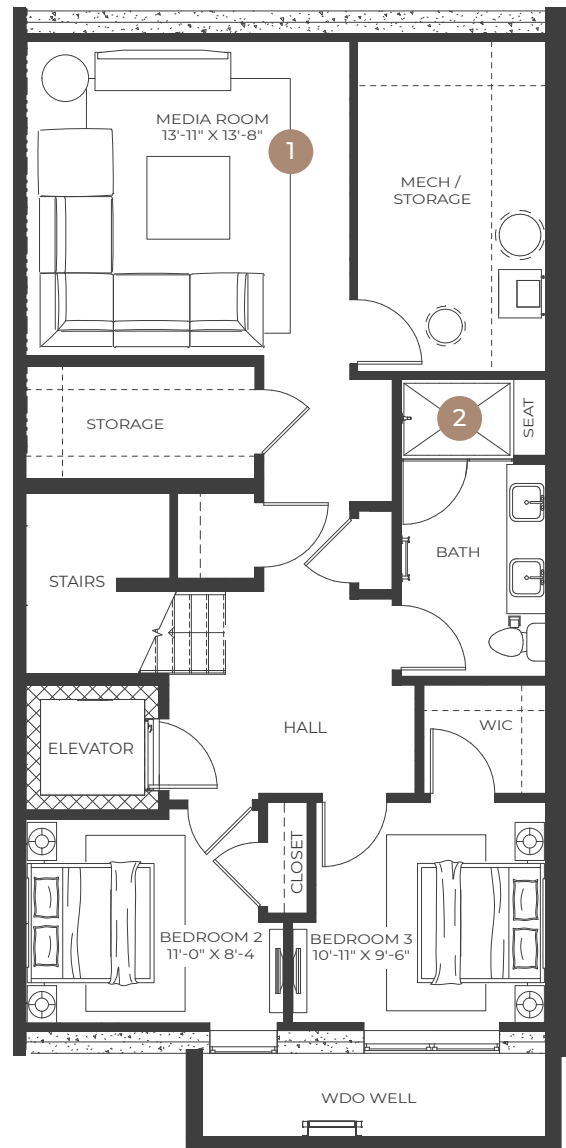 MEDIA ROOM
13'-11" X 13'-8"
1
MECH /
STORAGE
STORAGE
2
SEAT
STAIRS
BATH
ELEVATOR
HALL
WIC
CLOSET
BEDROOM 2
11'-0" X 8'-4
BEDROOM 3
10'-11" X 9'-6"
WDO WELL